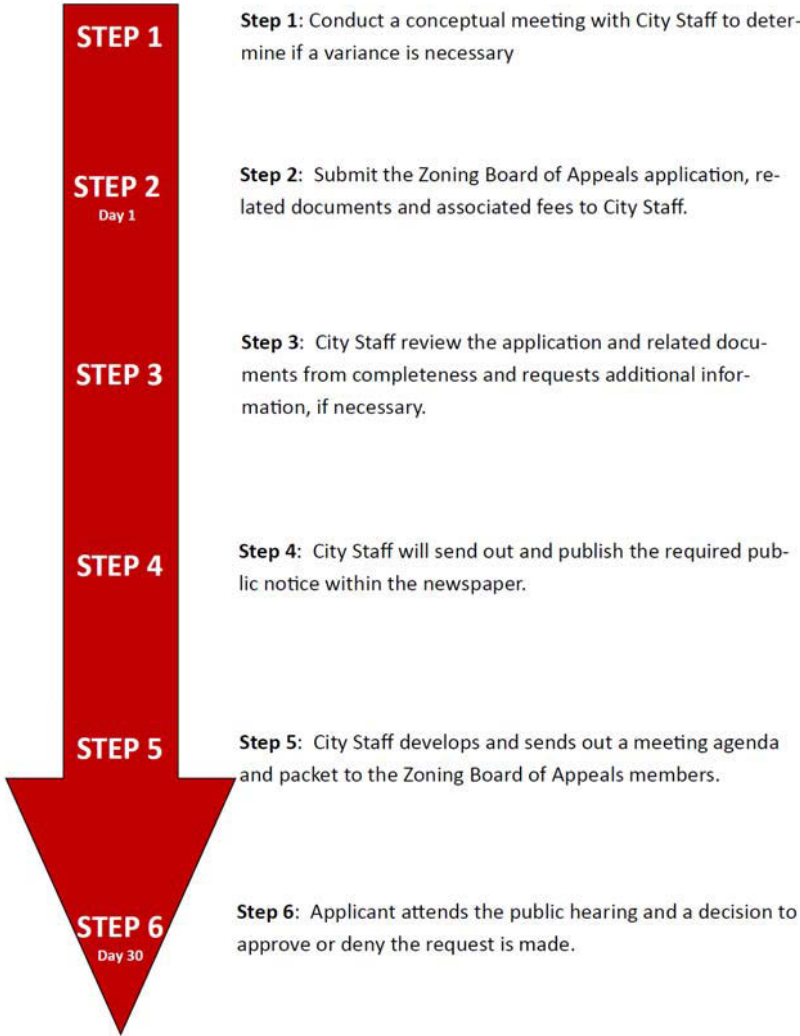 STEP 1
Step 1: Conduct a conceptual meeting with City Staff to deter-
mine if a variance is necessary
STEP 2
Day 1
Step 2: Submit the Zoning Board of Appeals application, re-
lated documents and associated fees to City Staff.
STEP 3
Step 3: City Staff review the application and related docu-
ments from completeness and requests additional infor-
mation, if necessary.
STEP 4
Step 4: City Staff will send out and publish the required pub-
lic notice within the newspaper.
STEP 5
Step 5: City Staff develops and sends out a meeting agenda
and packet to the Zoning Board of Appeals members.
STEP 6
Day 30
Step 6: Applicant attends the public hearing and a decision to
approve or deny the request is made.